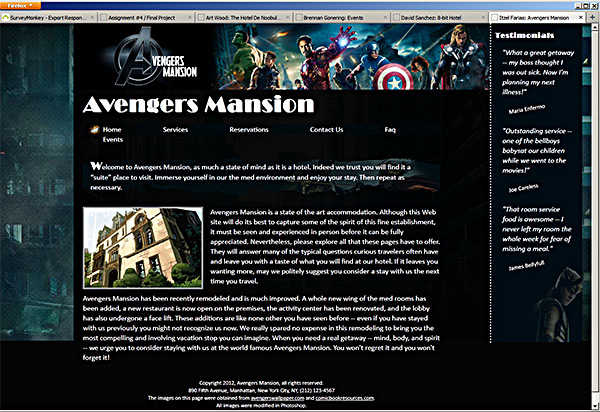 Firefox
SurveyMonkey - Export Respon...
Assignment #4 / Final Project
Art Wood: The Hotel De Noobul...
Brennan Gonering: Events
David Sanchez: 8-bit Hotel
Itzel Farias: Avengers Mansion
AVENGERS
MANSION
Avengers Mansion
Home Services Reservations Contact Us Faq
Events
Welcome to Avengers Mansion, as much a state of mind as it is a hotel. Indeed we trust you will find it a
"suite" place to visit. Immerse yourself in our the med environment and enjoy your stay. Then repeat as
necessary.
Avengers Mansion is a state of the art accommodation. Although this Web
site will do its best to capture some of the spirit of this fine establishment,
it must be seen and experienced in person before it can be fully
appreciated. Nevertheless, please explore all that these pages have to offer.
They will answer many of the typical questions curious travelers often have
and leave you with a taste of what you will find at our hotel. If it leaves you
wanting more, may we politely suggest you consider a stay with us the next
time you travel.
Avengers Mansion has been recently remodeled and is much improved. A whole new wing of the med rooms has
been added, a new restaurant is now open on the premises, the activity center has been renovated, and the lobby
has also undergone a face lift. These additions are like none other you have seen before -- even if you have stayed
with us previously you might not recognize us now. We really spared no expense in this remodeling to bring you the
most compelling and involving vacation stop you can imagine. When you need a real getaway -- mind, body, and spirit
-- we urge you to consider staying with us at the world famous Avengers Mansion. You won't regret it and you won't
forget it!
Copyright 2012, Avengers Mansion, all rights reserved.
890 Fifth Avenue, Manhattan, New York City, NY, (212) 123-4567
The images on this page were obtained from avengerswallpaper.com and comicbookresources.com.
All images were modified in Photoshop.
Testimonials
"What a great getaway
-- my boss thought I
was out sick. Now I'm
planning my next
illness!"
Maria Enfermo
"Outstanding service --
one of the bellboys
babysat our children
while we went to the
movies!"
Joe Careless
"That room service
food is awesome -- I
never left my room the
whole week for fear of
missing a meal."
James Bellyfull